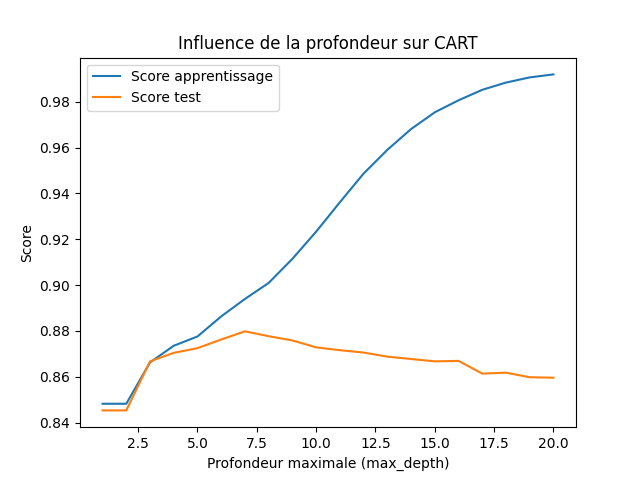 Influence de la profondeur sur CART
Score apprentissage
Score test
0.98
0.96
0.94
0.92
0.90
0.88
0.86
0.84
Score
2.5 5.0 7.5 10.0 12.5 15.0 17.5 20.0
Profondeur maximale (max_depth)